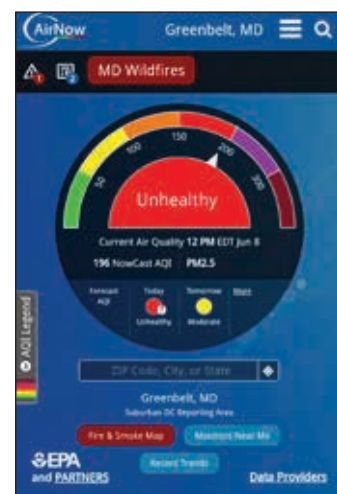 AirNow
Greenbelt, MD
1
2
MD Wildfires
50
100
150
200
300
Unhealthy
Current Air Quality 12 PM EDT Jun 8
196 NowCast AQI PM2.5
Forecast AQI
Today
Unhealthy
Tomorrow
Moderate
More
AQI Legend
ZIP Code, City, or State
Greenbelt, MD
Suburban DC Reporting Area
Fire & Smoke Map
Monitors Near Me
Recent Trends
EPA
and PARTNERS
Data Providers